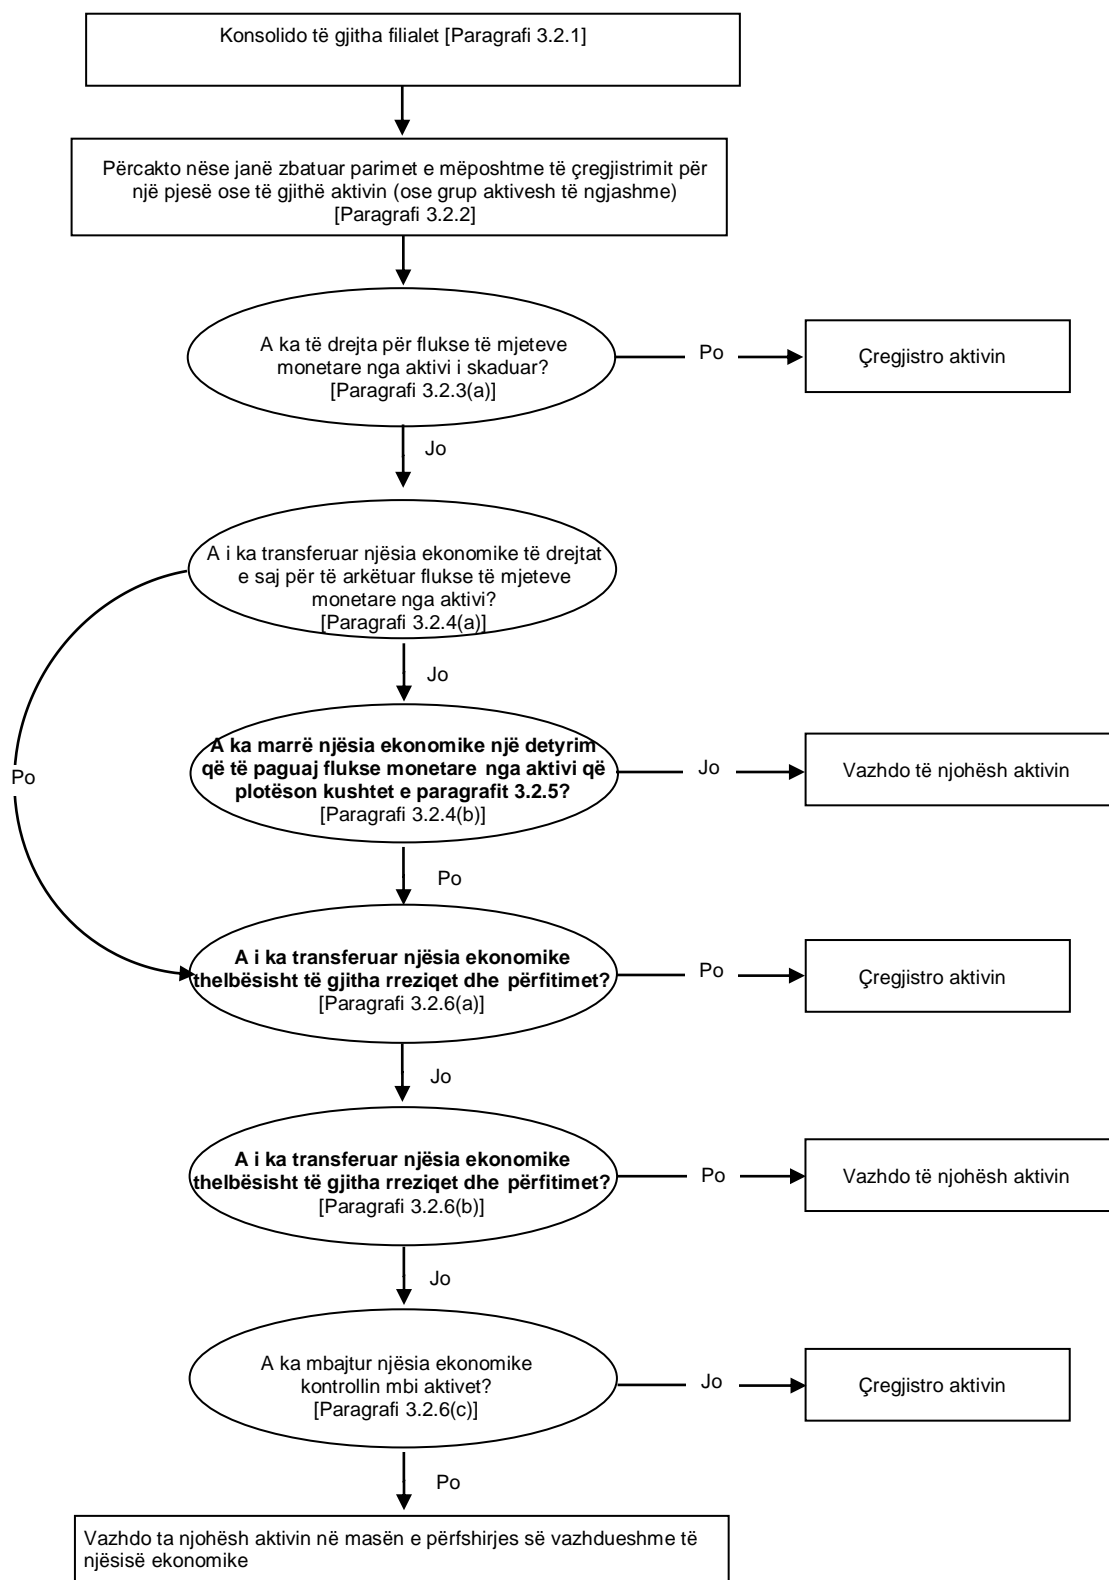 Konsolido të gjitha filialet [Paragrafi 3.2.1]
Përcakto nëse janë zbatuar parimet e mëposhtme të çregjistrimit për
një pjesë ose të gjithë aktivin (ose grup aktivesh të ngjashme)
[Paragrafi 3.2.2]
A ka të drejta për flukse të mjeteve
monetare nga aktivi i skaduar?
[Paragrafi 3.2.3(a)]
Po
Çregjistro aktivin
Jo
A i ka transferuar njësia ekonomike të drejtat
e saj për të arkëtuar flukse të mjeteve
monetare nga aktivi?
[Paragrafi 3.2.4(a)]
Jo
Po
A ka marrë njësia ekonomike një detyrim
që të paguaj flukse monetare nga aktivi që
plotëson kushtet e paragrafit 3.2.5?
[Paragrafi 3.2.4(b)]
Jo
Vazhdo të njohësh aktivin
Po
A i ka transferuar njësia ekonomike
thelbësisht të gjitha rreziqet dhe përfitimet?
[Paragrafi 3.2.6(a)]
Po
Çregjistro aktivin
Jo
A i ka transferuar njësia ekonomike
thelbësisht të gjitha rreziqet dhe përfitimet?
[Paragrafi 3.2.6(b)]
Po
Vazhdo të njohësh aktivin
Jo
A ka mbajtur njësia ekonomike
kontrollin mbi aktivet?
[Paragrafi 3.2.6(c)]
Jo
Çregjistro aktivin
Po
Vazhdo ta njohësh aktivin në masën e përfshirjes së vazhdueshme të
njësisë ekonomike